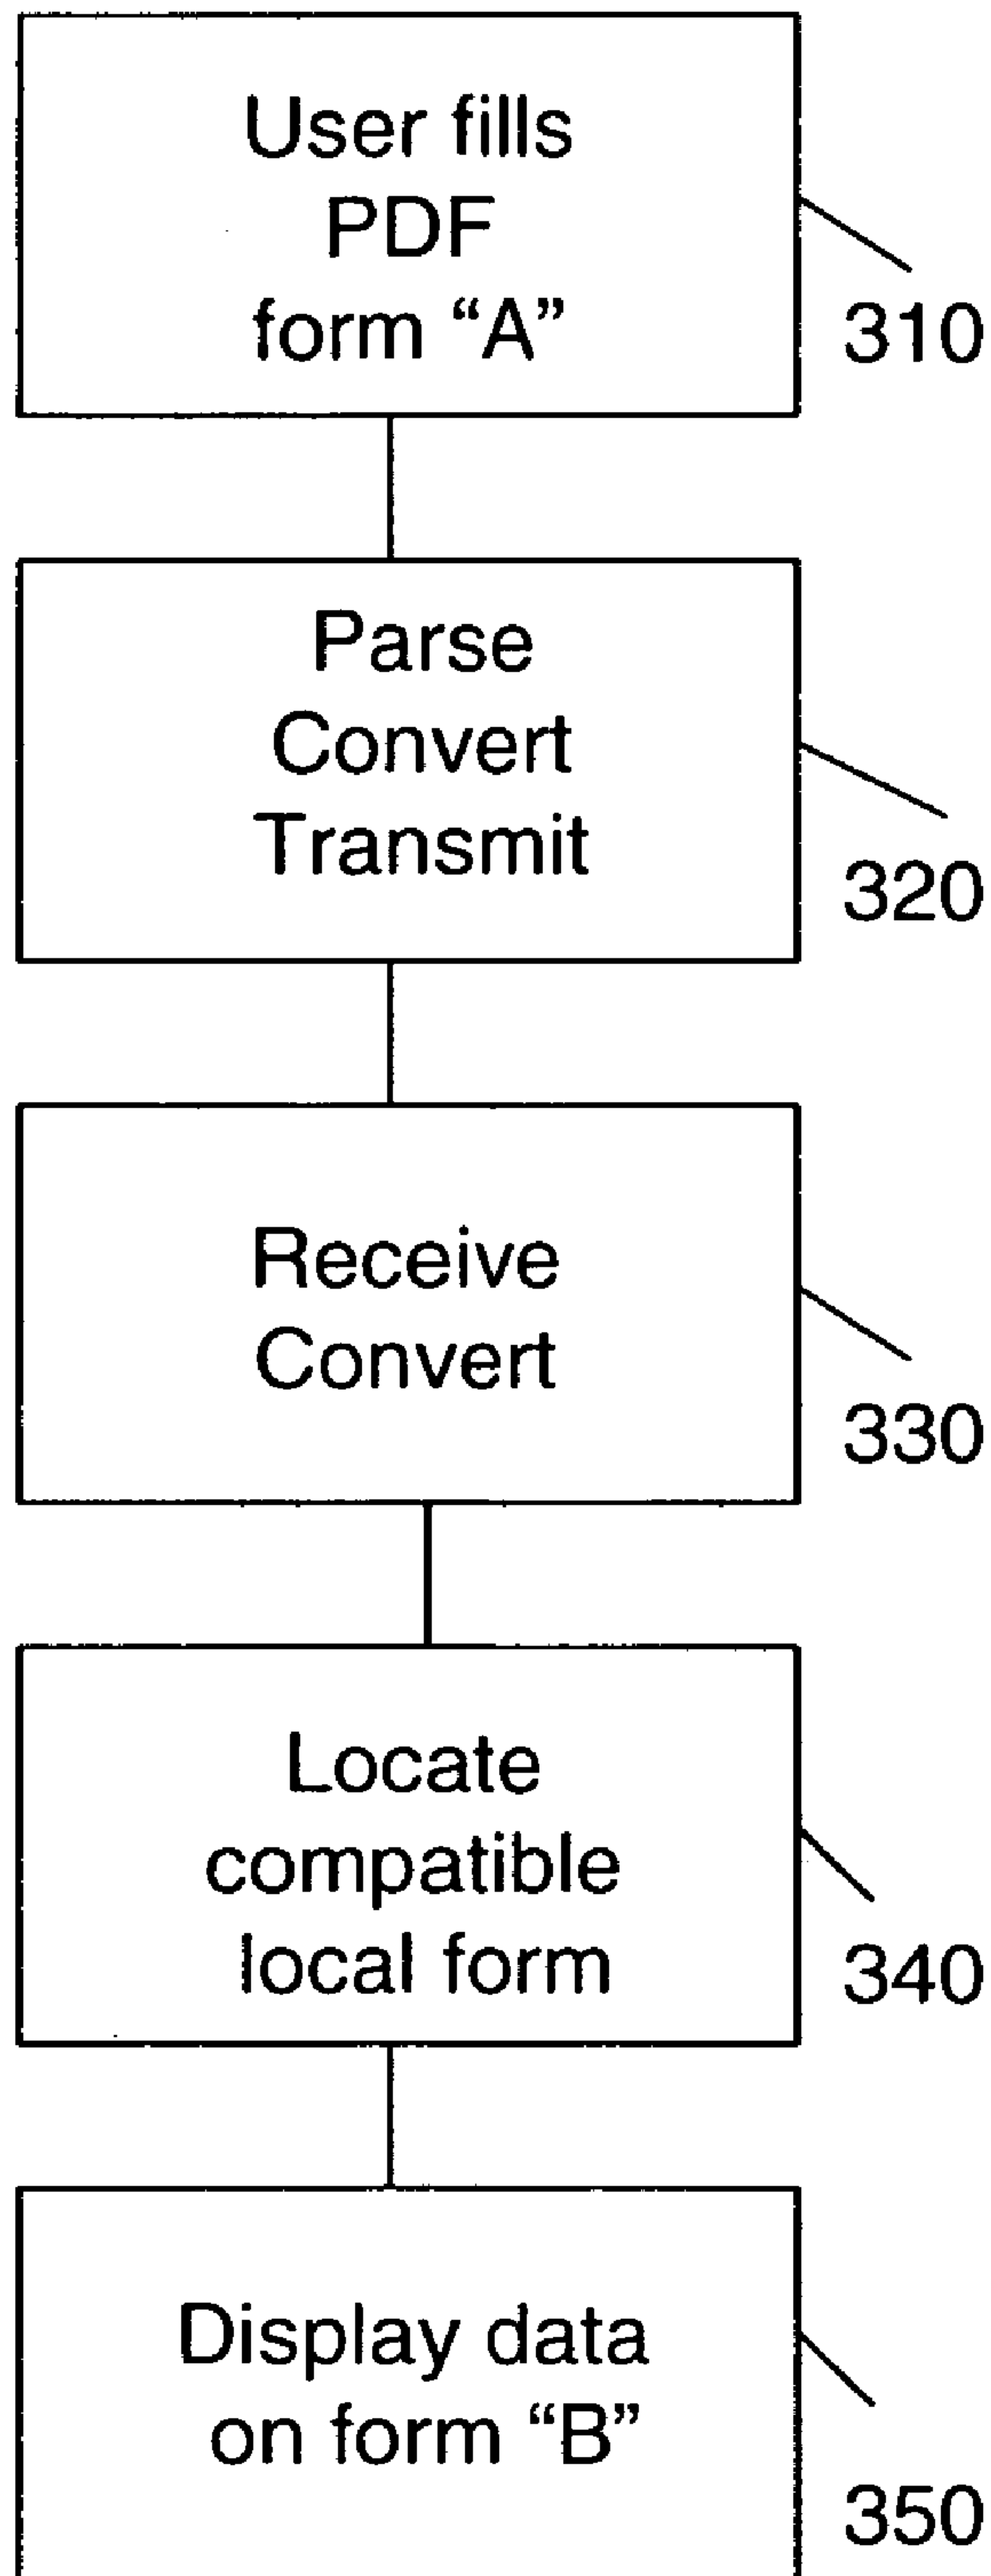 User fills
PDF
form “A”
310
Parse
Convert
Transmit
320
Receive
Convert
330
Locate
compatible
local form
340
Display data
on form “B”
350